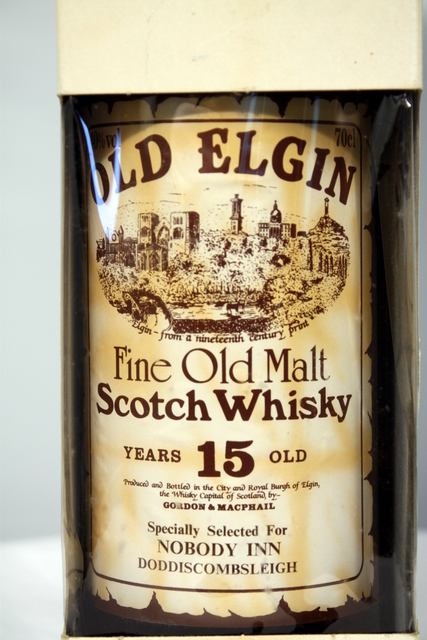 %vol 70cl
OLD ELGIN
Elgin - from a nineteenth century print
Fine Old Malt
Scotch Whisky
YEARS 15 OLD
Produced and Bottled in the City and Royal Burgh of Elgin,
the Whisky Capital of Scotland, by—
GORDON & MACPHAIL
Specially Selected For
NOBODY INN
DODDISCOMBSLEIGH